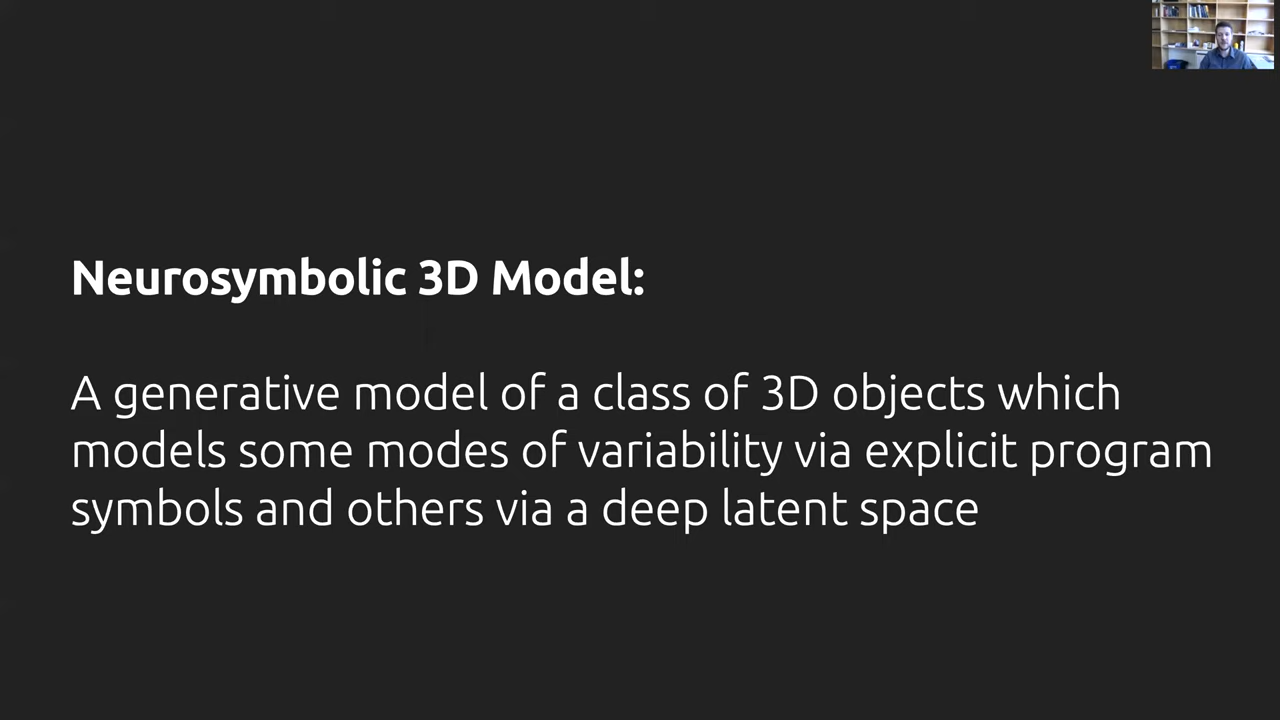 Neurosymbolic 3D Model:
A generative model of a class of 3D objects which
models some modes of variability via explicit program
symbols and others via a deep latent space